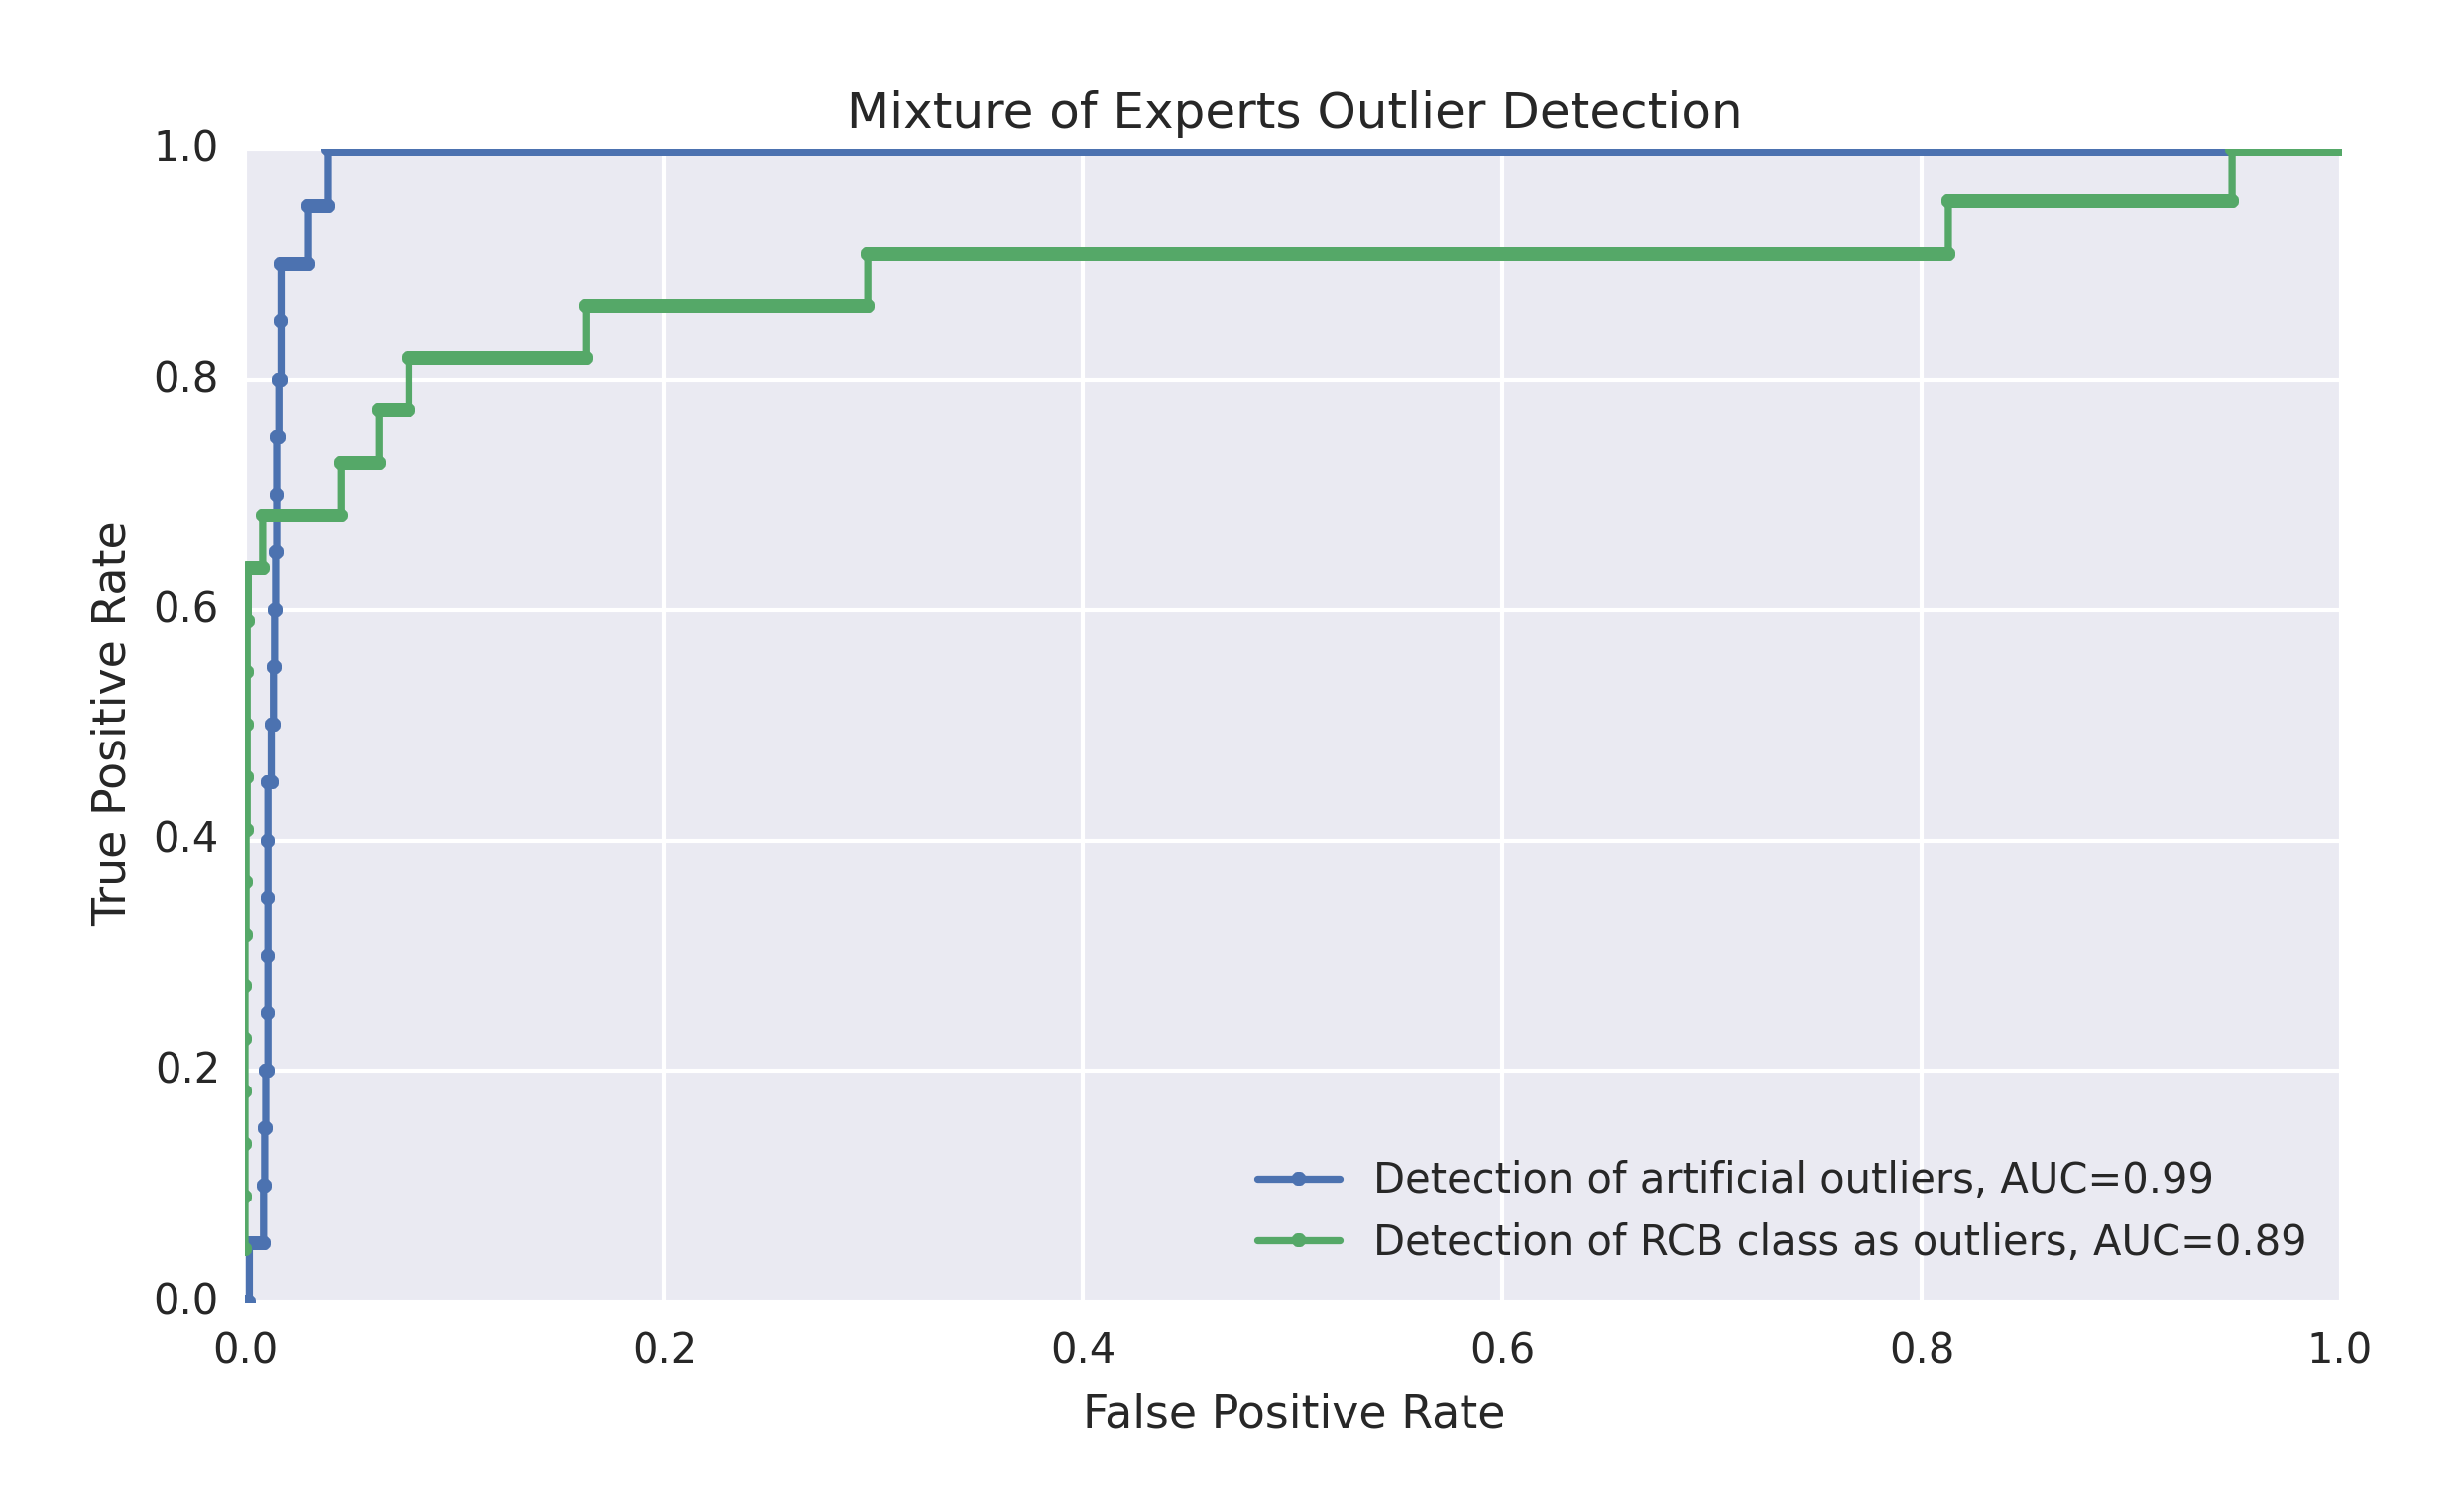 Mixture of Experts Outlier Detection
1.0
0.8
0.6
0.4
0.2
0.0
True Positive Rate
0.0 0.2 0.4 0.6 0.8 1.0
False Positive Rate
Detection of artificial outliers, AUC=0.99
Detection of RCB class as outliers, AUC=0.89